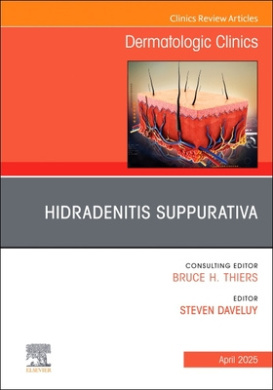 Clinics Review Articles
Dermatologic Clinics
HIDRADENITIS SUPPURATIVA
CONSULTING EDITOR
BRUCE H. THIERS
EDITOR
STEVEN DAVELUY
ELSEVIER
April 2025